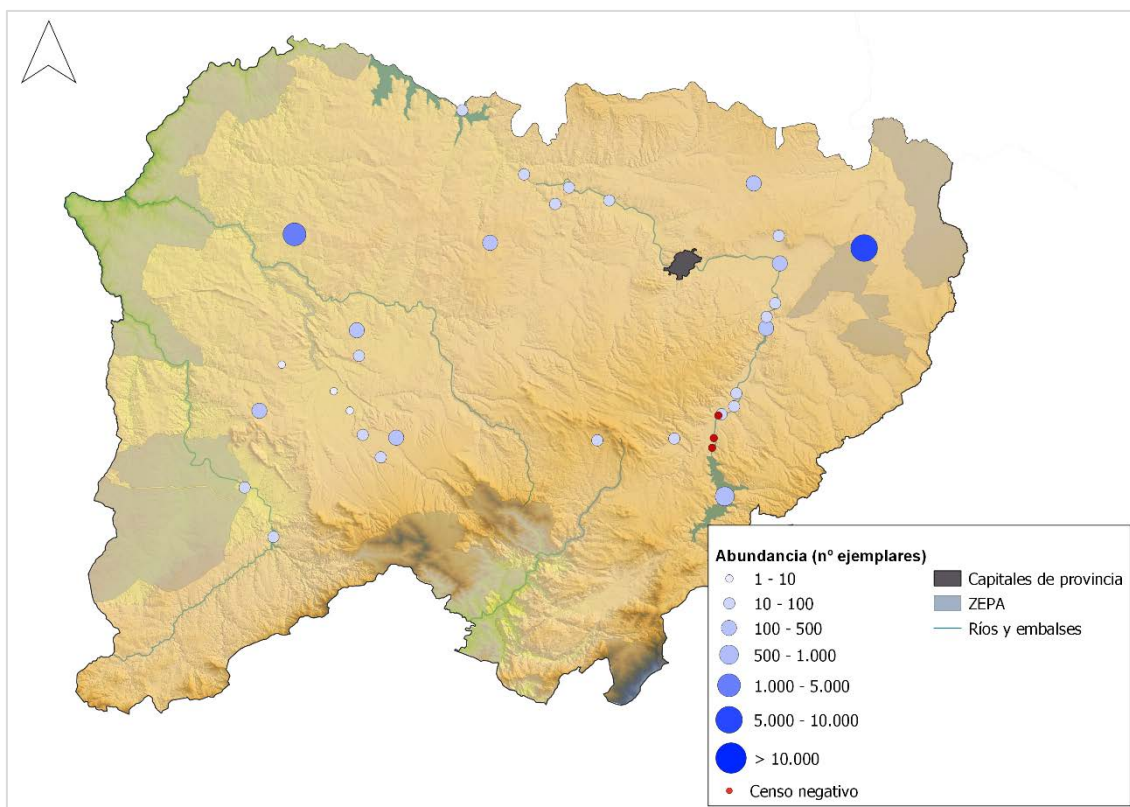 Abundancia (nº ejemplares)
1 - 10
10 - 100
100 - 500
500 - 1.000
1.000 - 5.000
5.000 - 10.000
> 10.000
Censo negativo
Capitales de provincia
ZEPA
Ríos y embalses